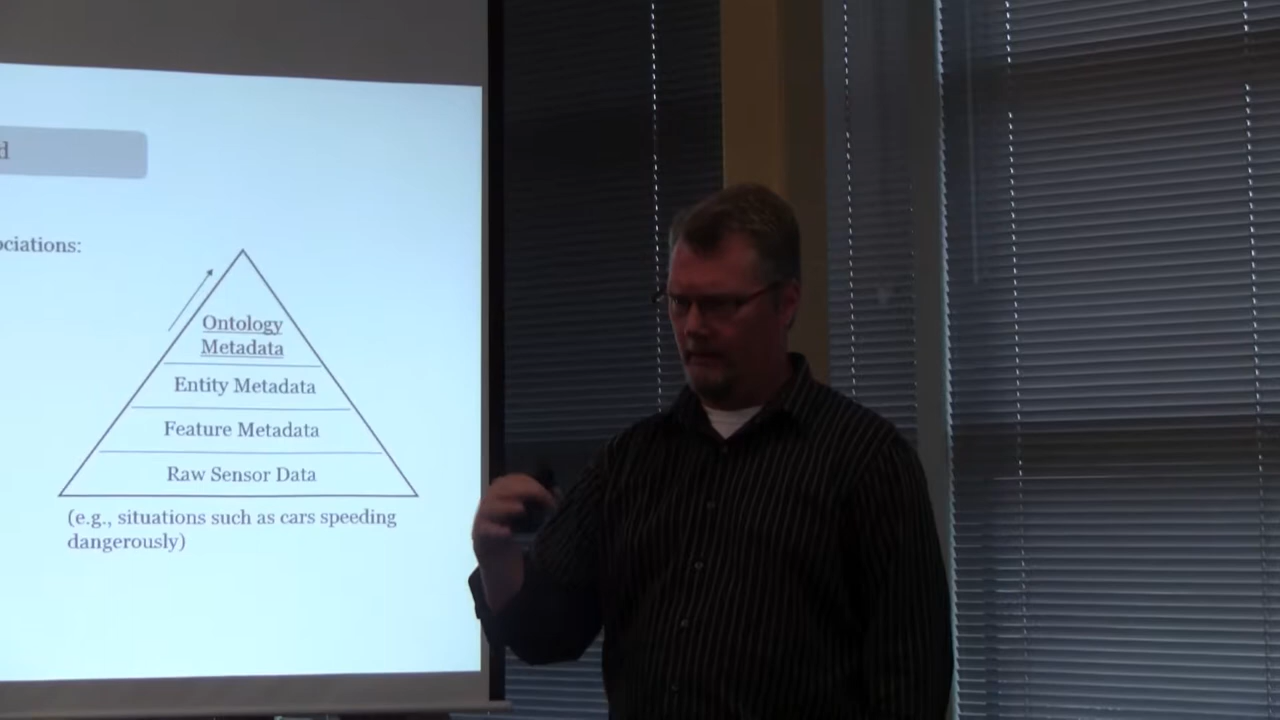 d
ociations:
Ontology
Metadata
Entity Metadata
Feature Metadata
Raw Sensor Data
(e.g., situations such as cars speeding
dangerously)